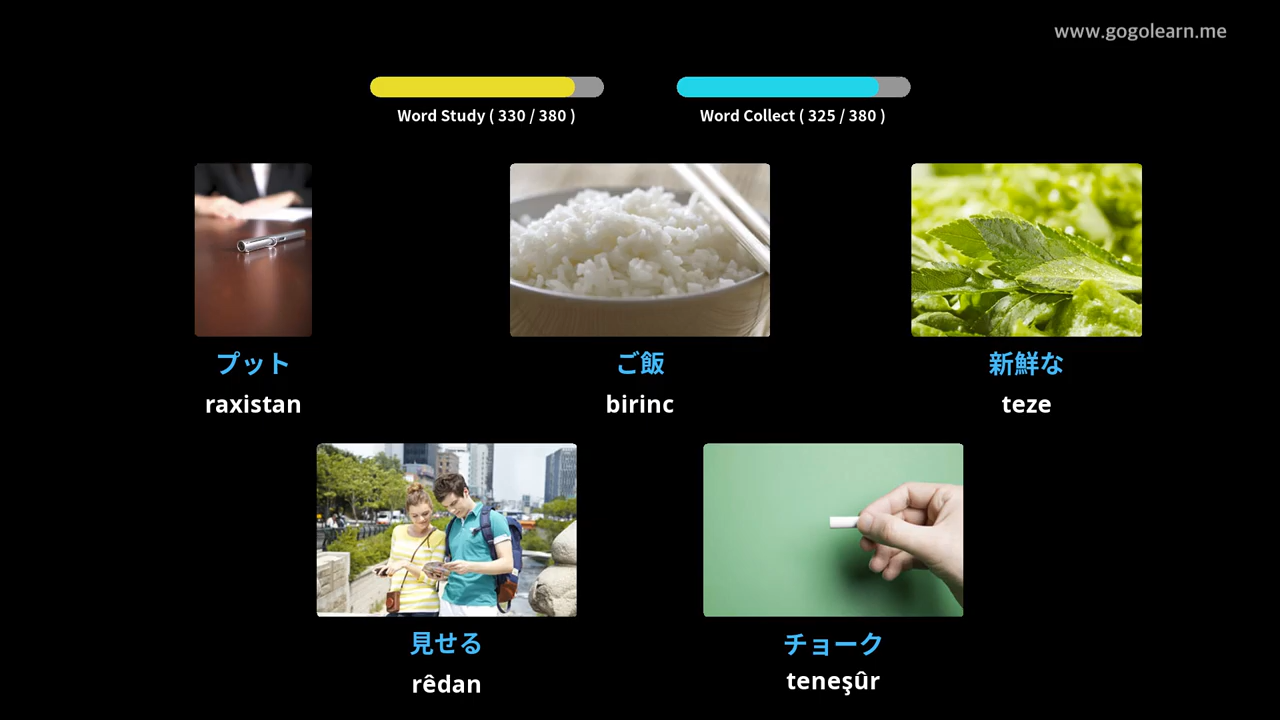 www.gogolearn.me
Word Study ( 330 / 380 )
Word Collect ( 325 / 380 )
プット
raxistan
ご飯
birinc
新鮮な
teze
見せる
rêdan
チョーク
teneşûr